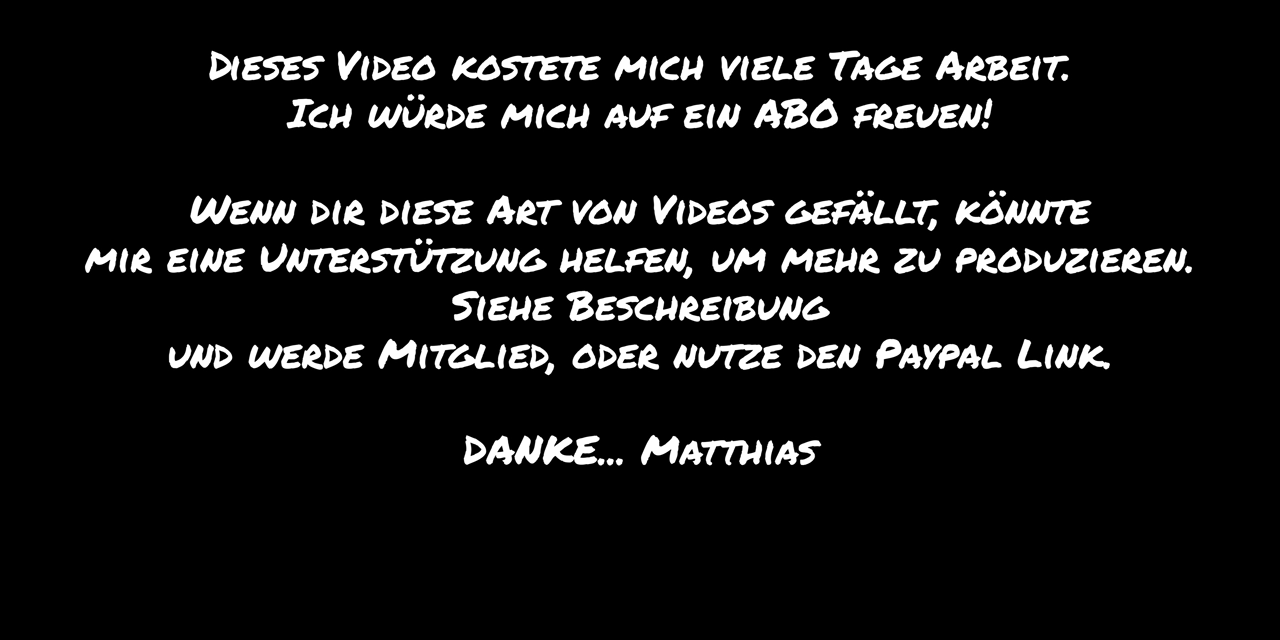 Dieses Video kostete mich viele Tage Arbeit.
Ich würde mich auf ein ABO freuen!
Wenn dir diese Art von Videos gefällt, könnte
mir eine Unterstützung helfen, um mehr zu produzieren.
Siehe Beschreibung
und werde Mitglied, oder nutze den Paypal Link.
DANKE... Matthias